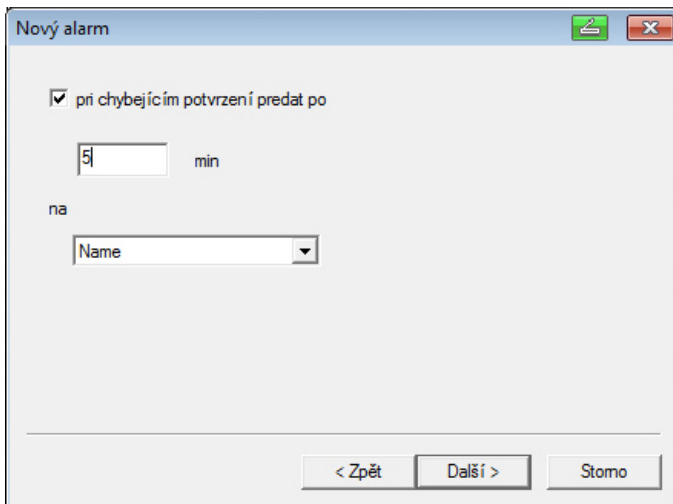 Nový alarm
pri chybejícím potvrzení predat po
5 min
na
Name
< Zpět Další > Storno